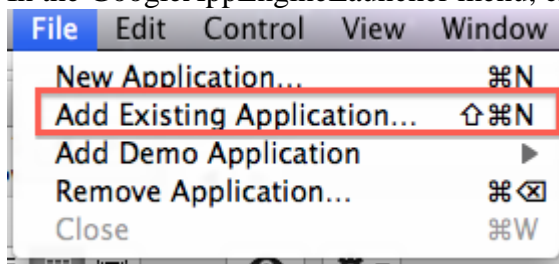 File Edit Control View Window
New Application... ⌘N
Add Existing Application... ⇧⌘N
Add Demo Application ▶
Remove Application... ⌘⌫
Close ⌘W